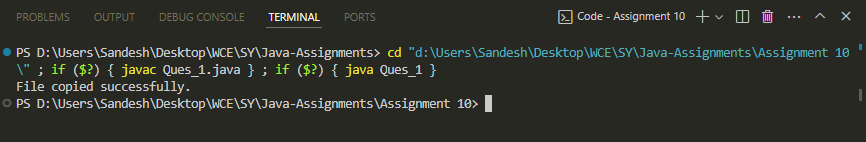 PROBLEMS OUTPUT DEBUG CONSOLE TERMINAL PORTS Code - Assignment 10
PS D:\Users\Sandesh\Desktop\WCE\SY\Java-Assignments> cd "d:\Users\Sandesh\Desktop\WCE\SY\Java-Assignments\Assignment 10
\" ; if ($?) { javac Ques_1.java } ; if ($?) { java Ques_1 }
File copied successfully.
PS D:\Users\Sandesh\Desktop\WCE\SY\Java-Assignments\Assignment 10>